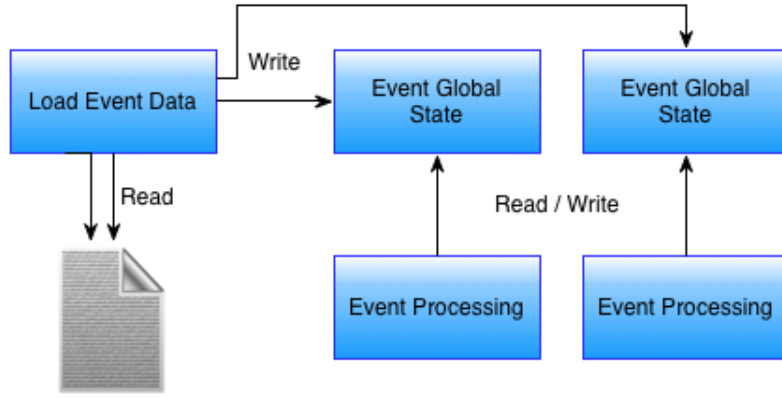 Write
Load Event Data
Event Global
State
Event Global
State
Read
Read / Write
Event Processing
Event Processing